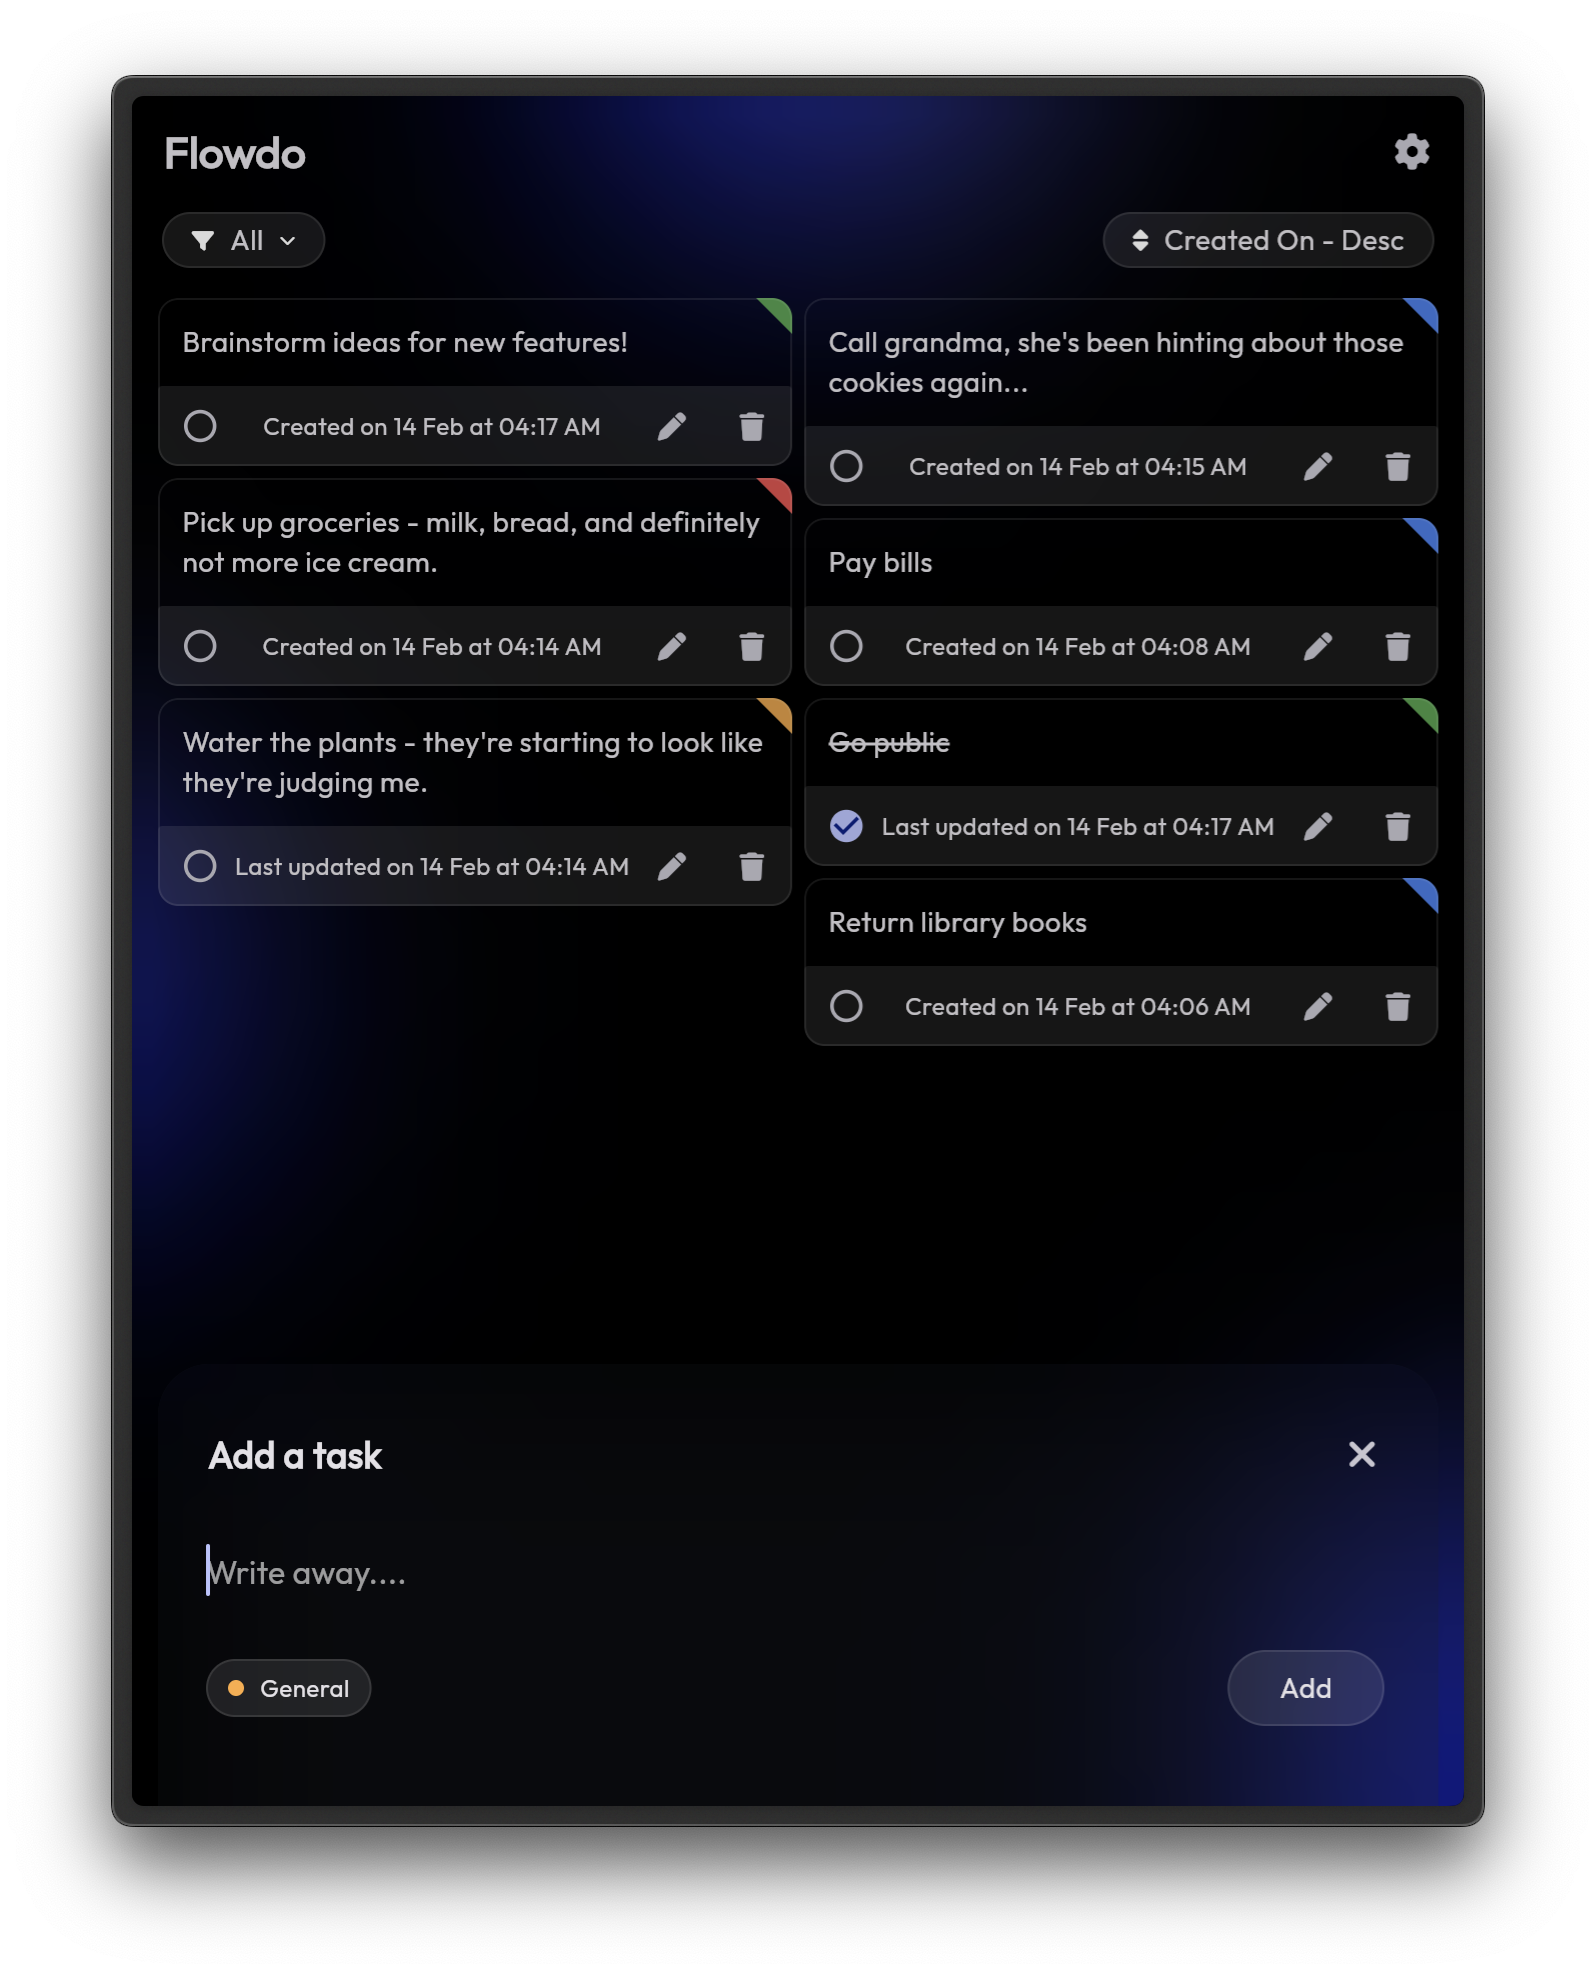 Flowdo
All
Created On - Desc
Brainstorm ideas for new features!
Created on 14 Feb at 04:17 AM
Pick up groceries - milk, bread, and definitely
not more ice cream.
Created on 14 Feb at 04:14 AM
Water the plants - they're starting to look like
they're judging me.
Last updated on 14 Feb at 04:14 AM
Call grandma, she's been hinting about those
cookies again...
Created on 14 Feb at 04:15 AM
Pay bills
Created on 14 Feb at 04:08 AM
Go public
Last updated on 14 Feb at 04:17 AM
Return library books
Created on 14 Feb at 04:06 AM
Add a task
Write away....
General
Add